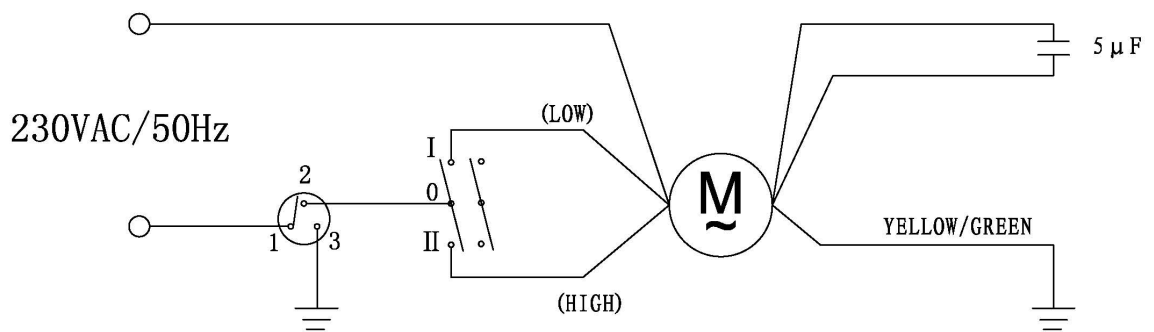 5μF
(LOW)
230VAC/50Hz
I
2
0
M
~
1
3
II
YELLOW/GREEN
(HIGH)